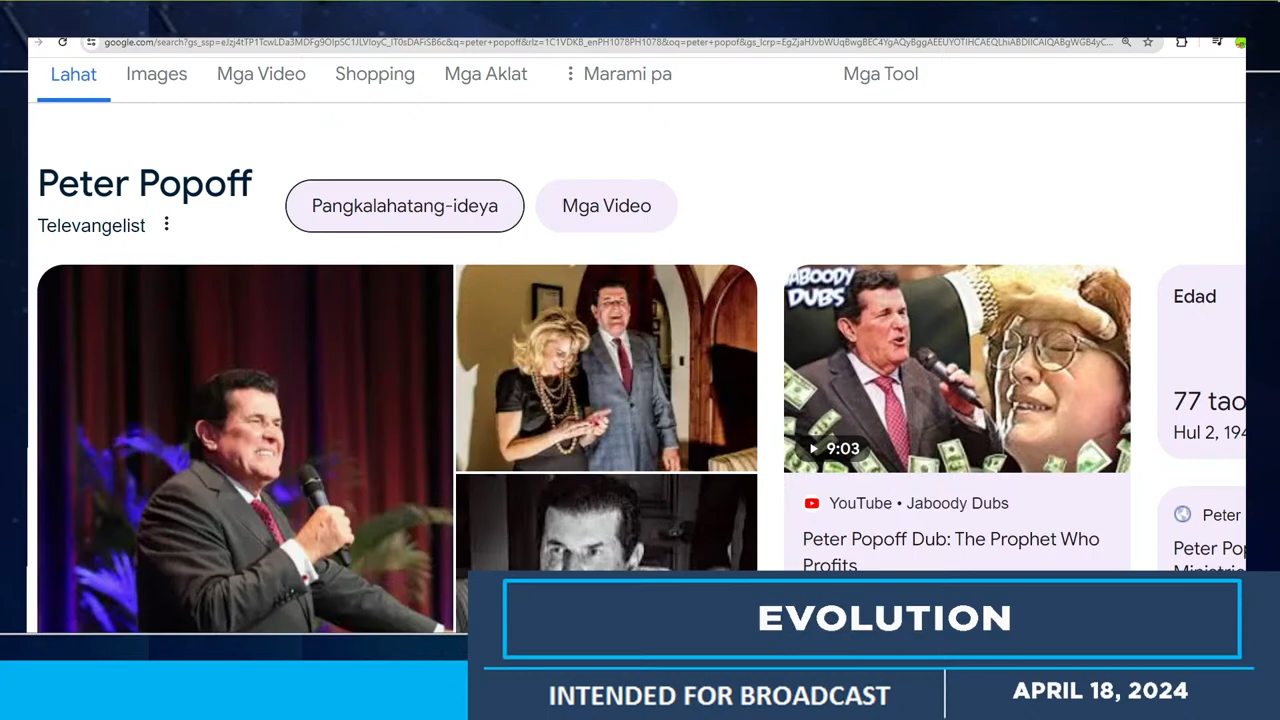 Lahat
Images
Mga Video
Shopping
Mga Aklat
Marami pa
Mga Tool
Peter Popoff
Televangelist
Pangkalahatang-ideya
Mga Video
JABOODY
DUBS
9:03
YouTube • Jaboody Dubs
Peter Popoff Dub: The Prophet Who
Profits
Edad
77 tao
Hul 2, 194
Peter
Peter Pop
EVOLUTION
INTENDED FOR BROADCAST
APRIL 18, 2024